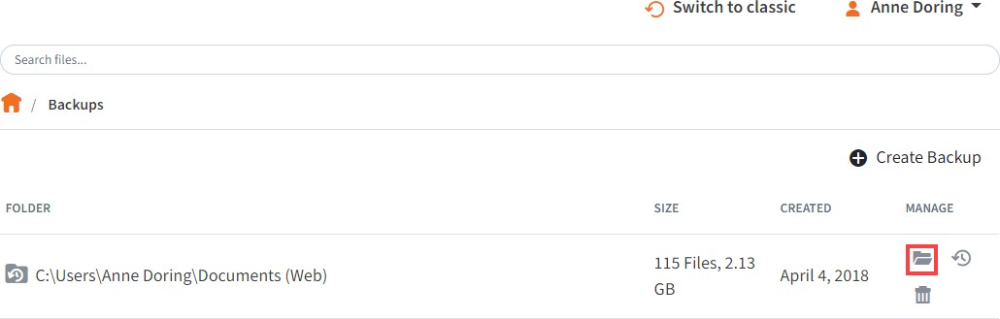 Switch to classic
Anne Doring
Search files...
/ Backups
Create Backup
FOLDER SIZE CREATED MANAGE
C:\Users\Anne Doring\Documents (Web) 115 Files, 2.13 GB April 4, 2018